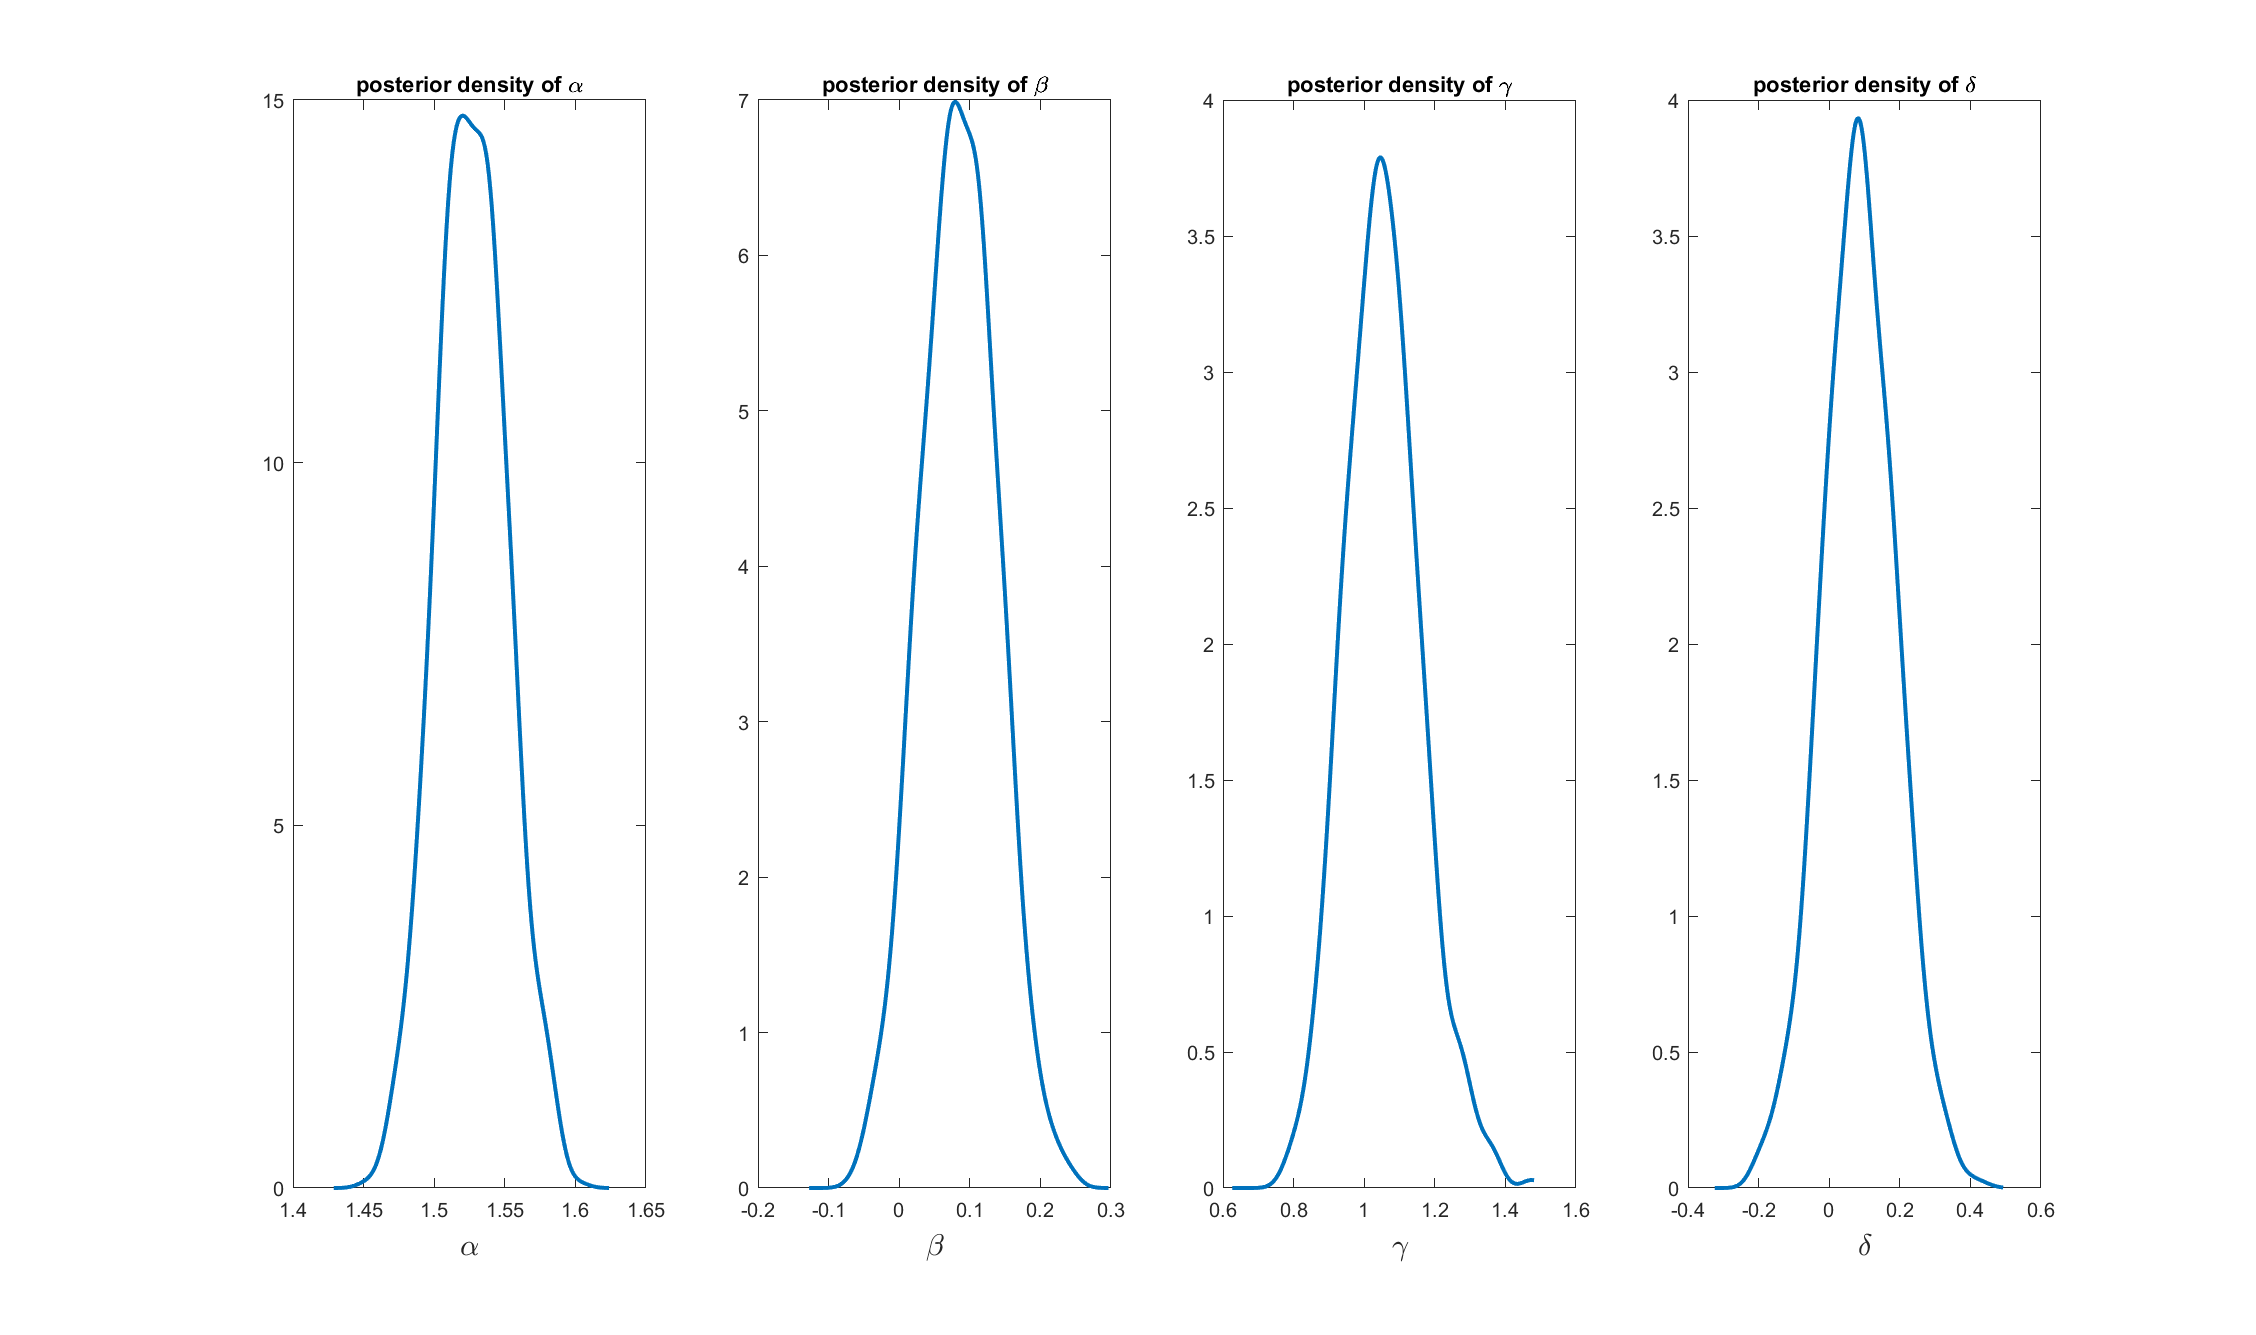 posterior density of α
15
10
5
0
1.4 1.45 1.5 1.55 1.6 1.65
α
posterior density of β
7
6
5
4
3
2
1
0
-0.2 -0.1 0 0.1 0.2 0.3
β
posterior density of γ
4
3.5
3
2.5
2
1.5
1
0.5
0
0.6 0.8 1 1.2 1.4 1.6
γ
posterior density of δ
4
3.5
3
2.5
2
1.5
1
0.5
0
-0.4 -0.2 0 0.2 0.4 0.6
δ